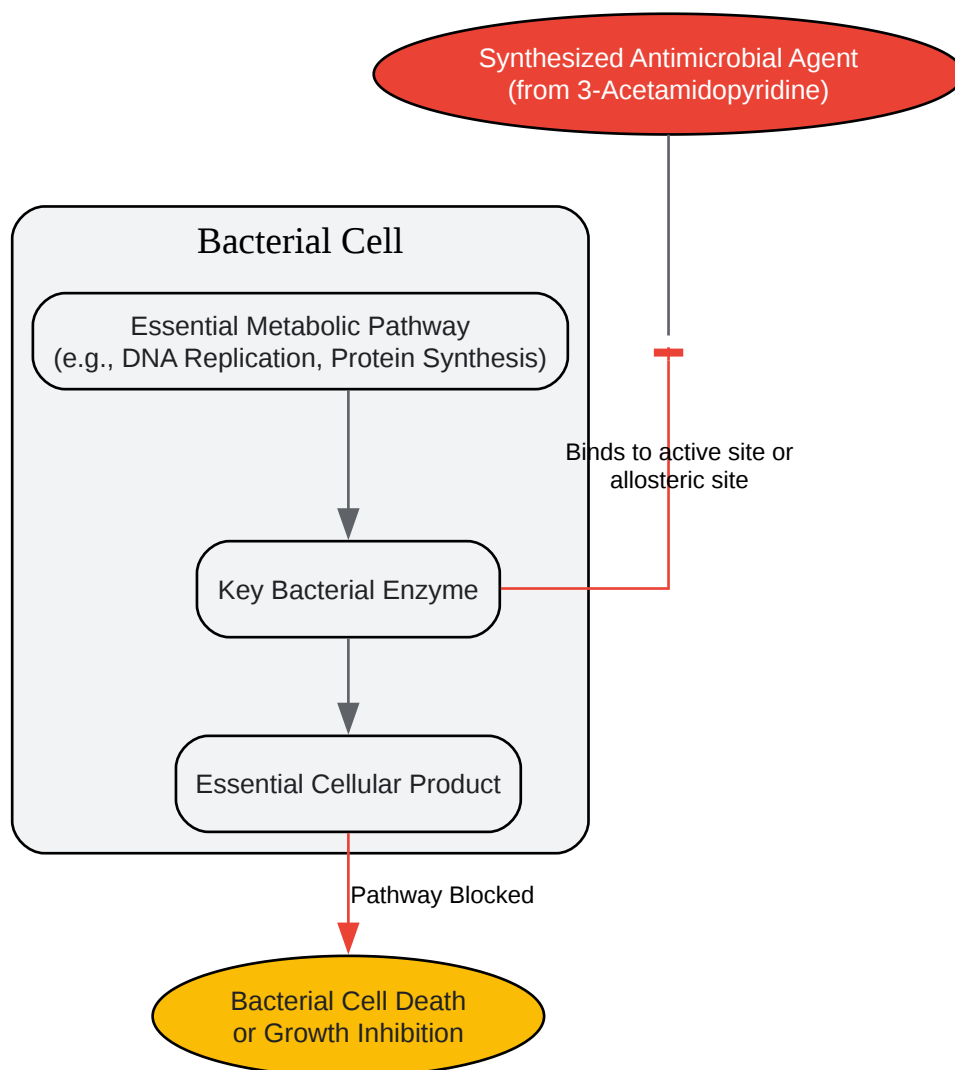 Synthesized Antimicrobial Agent
(from 3-Acetamidopyridine)
Bacterial Cell
Essential Metabolic Pathway
(e.g., DNA Replication, Protein Synthesis)
Binds to active site or
allosteric site
Key Bacterial Enzyme
Essential Cellular Product
Pathway Blocked
Bacterial Cell Death
or Growth Inhibition